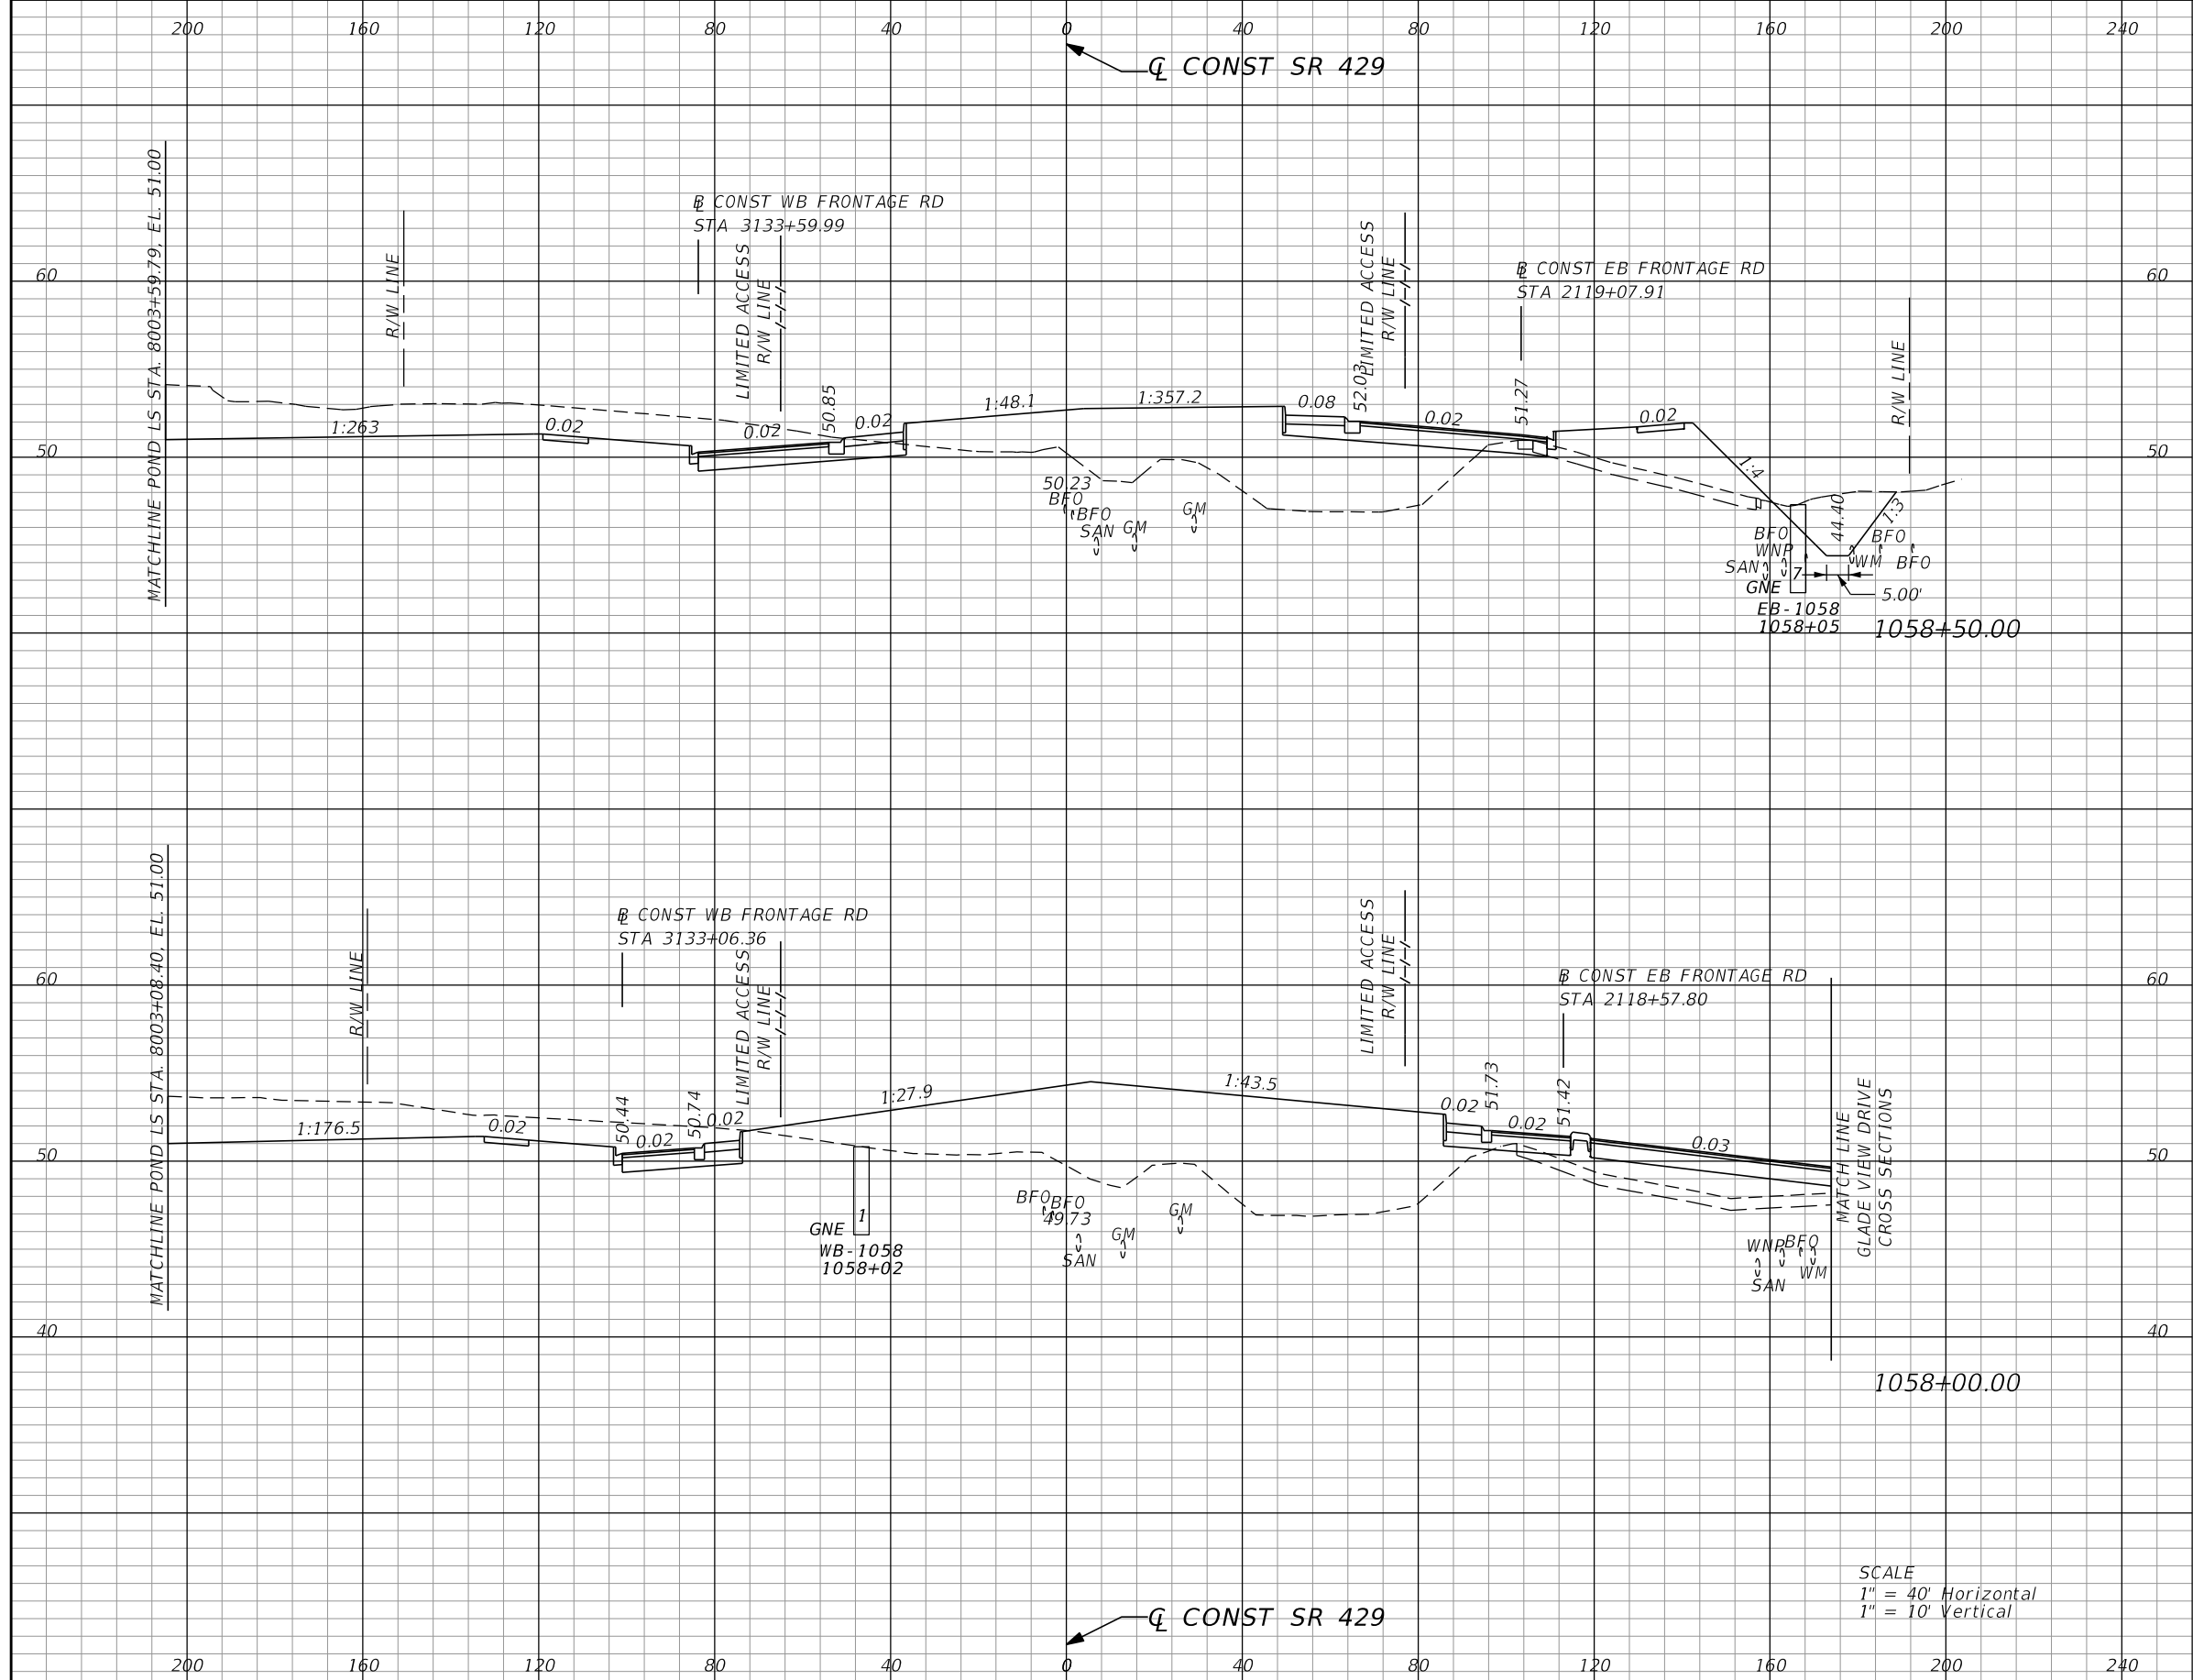 200 160 120 80 40 0 40 80 120 160 200 240
℄ CONST SR 429
MATCHLINE POND LS STA. 8003+59.79, EL. 51.00
R/W LINE
B CONST WB FRONTAGE RD
STA 3133+59.99
LIMITED ACCESS
R/W LINE
LIMITED ACCESS
R/W LINE
B CONST EB FRONTAGE RD
STA 2119+07.91
R/W LINE
60 60
50 50
1:263
0.02
0.02
50.85
0.02
1:48.1
1:357.2
0.08
52.03
0.02
51.27
0.02
1:4
44.40
1:3
50.23
BFO
BFO
SAN
GM
GM
BFO
WNP
SAN
GNE
7
WM
BFO
BFO
5.00'
EB-1058
1058+05
1058+50.00
MATCHLINE POND LS STA. 8003+08.40, EL. 51.00
R/W LINE
B CONST WB FRONTAGE RD
STA 3133+06.36
LIMITED ACCESS
R/W LINE
LIMITED ACCESS
R/W LINE
B CONST EB FRONTAGE RD
STA 2118+57.80
60 60
50 50
40 40
1:176.5
0.02
50.44
0.02
50.74
0.02
1:27.9
1:43.5
0.02
51.73
0.02
51.42
0.03
MATCH LINE
GLADE VIEW DRIVE
CROSS SECTIONS
GNE
1
WB-1058
1058+02
BFO
BFO
49.73
SAN
GM
GM
WNP
BFO
SAN
WM
1058+00.00
SCALE
1" = 40' Horizontal
1" = 10' Vertical
℄ CONST SR 429
200 160 120 80 40 0 40 80 120 160 200 240